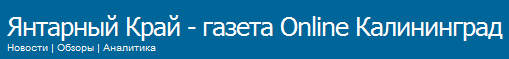 Янтарный Край - газета Online Калининград
Новости | Обзоры | Аналитика